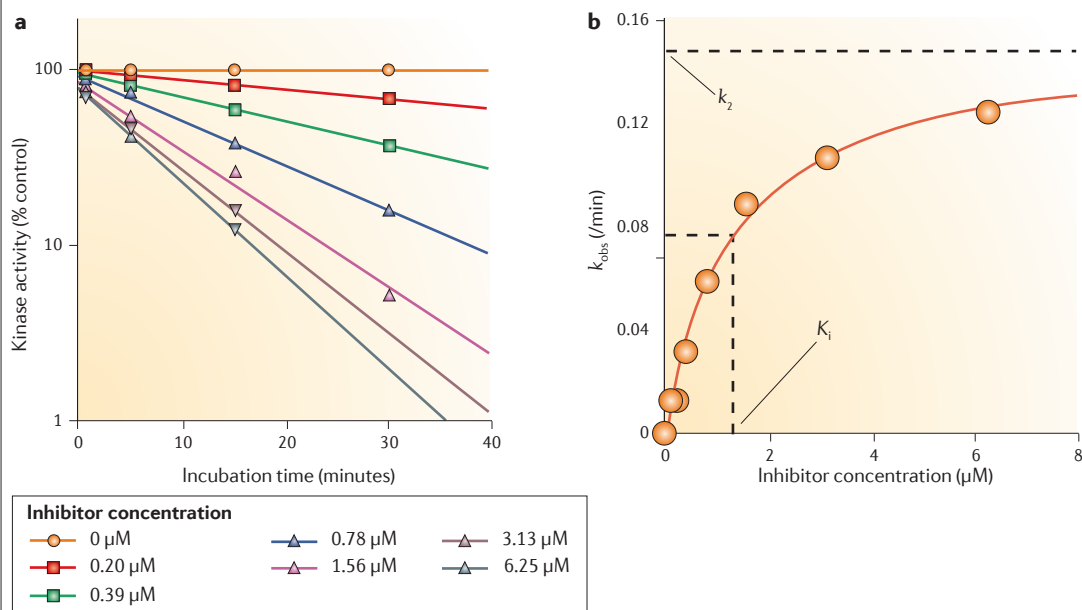 a
Kinase activity (% control)
100
10
1
0
10
20
30
40
Incubation time (minutes)
b
k₂
Kᵢ
k_obs (/min)
0.16
0.12
0.08
0.04
0
0
2
4
6
8
Inhibitor concentration (µM)
Inhibitor concentration
0 µM
0.20 µM
0.39 µM
0.78 µM
1.56 µM
3.13 µM
6.25 µM